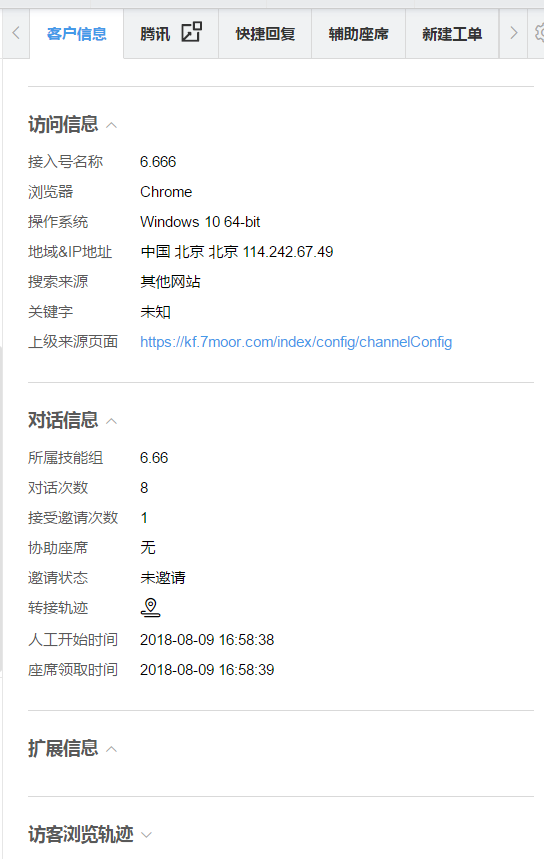 客户信息 腾讯 快捷回复 辅助座席 新建工单
访问信息
接入号名称 6.666
浏览器 Chrome
操作系统 Windows 10 64-bit
地域&IP地址 中国 北京 北京 114.242.67.49
搜索来源 其他网站
关键字 未知
上级来源页面 https://kf.7moor.com/index/config/channelConfig
对话信息
所属技能组 6.66
对话次数 8
接受邀请次数 1
协助座席 无
邀请状态 未邀请
转接轨迹
人工开始时间 2018-08-09 16:58:38
座席领取时间 2018-08-09 16:58:39
扩展信息
访客浏览轨迹